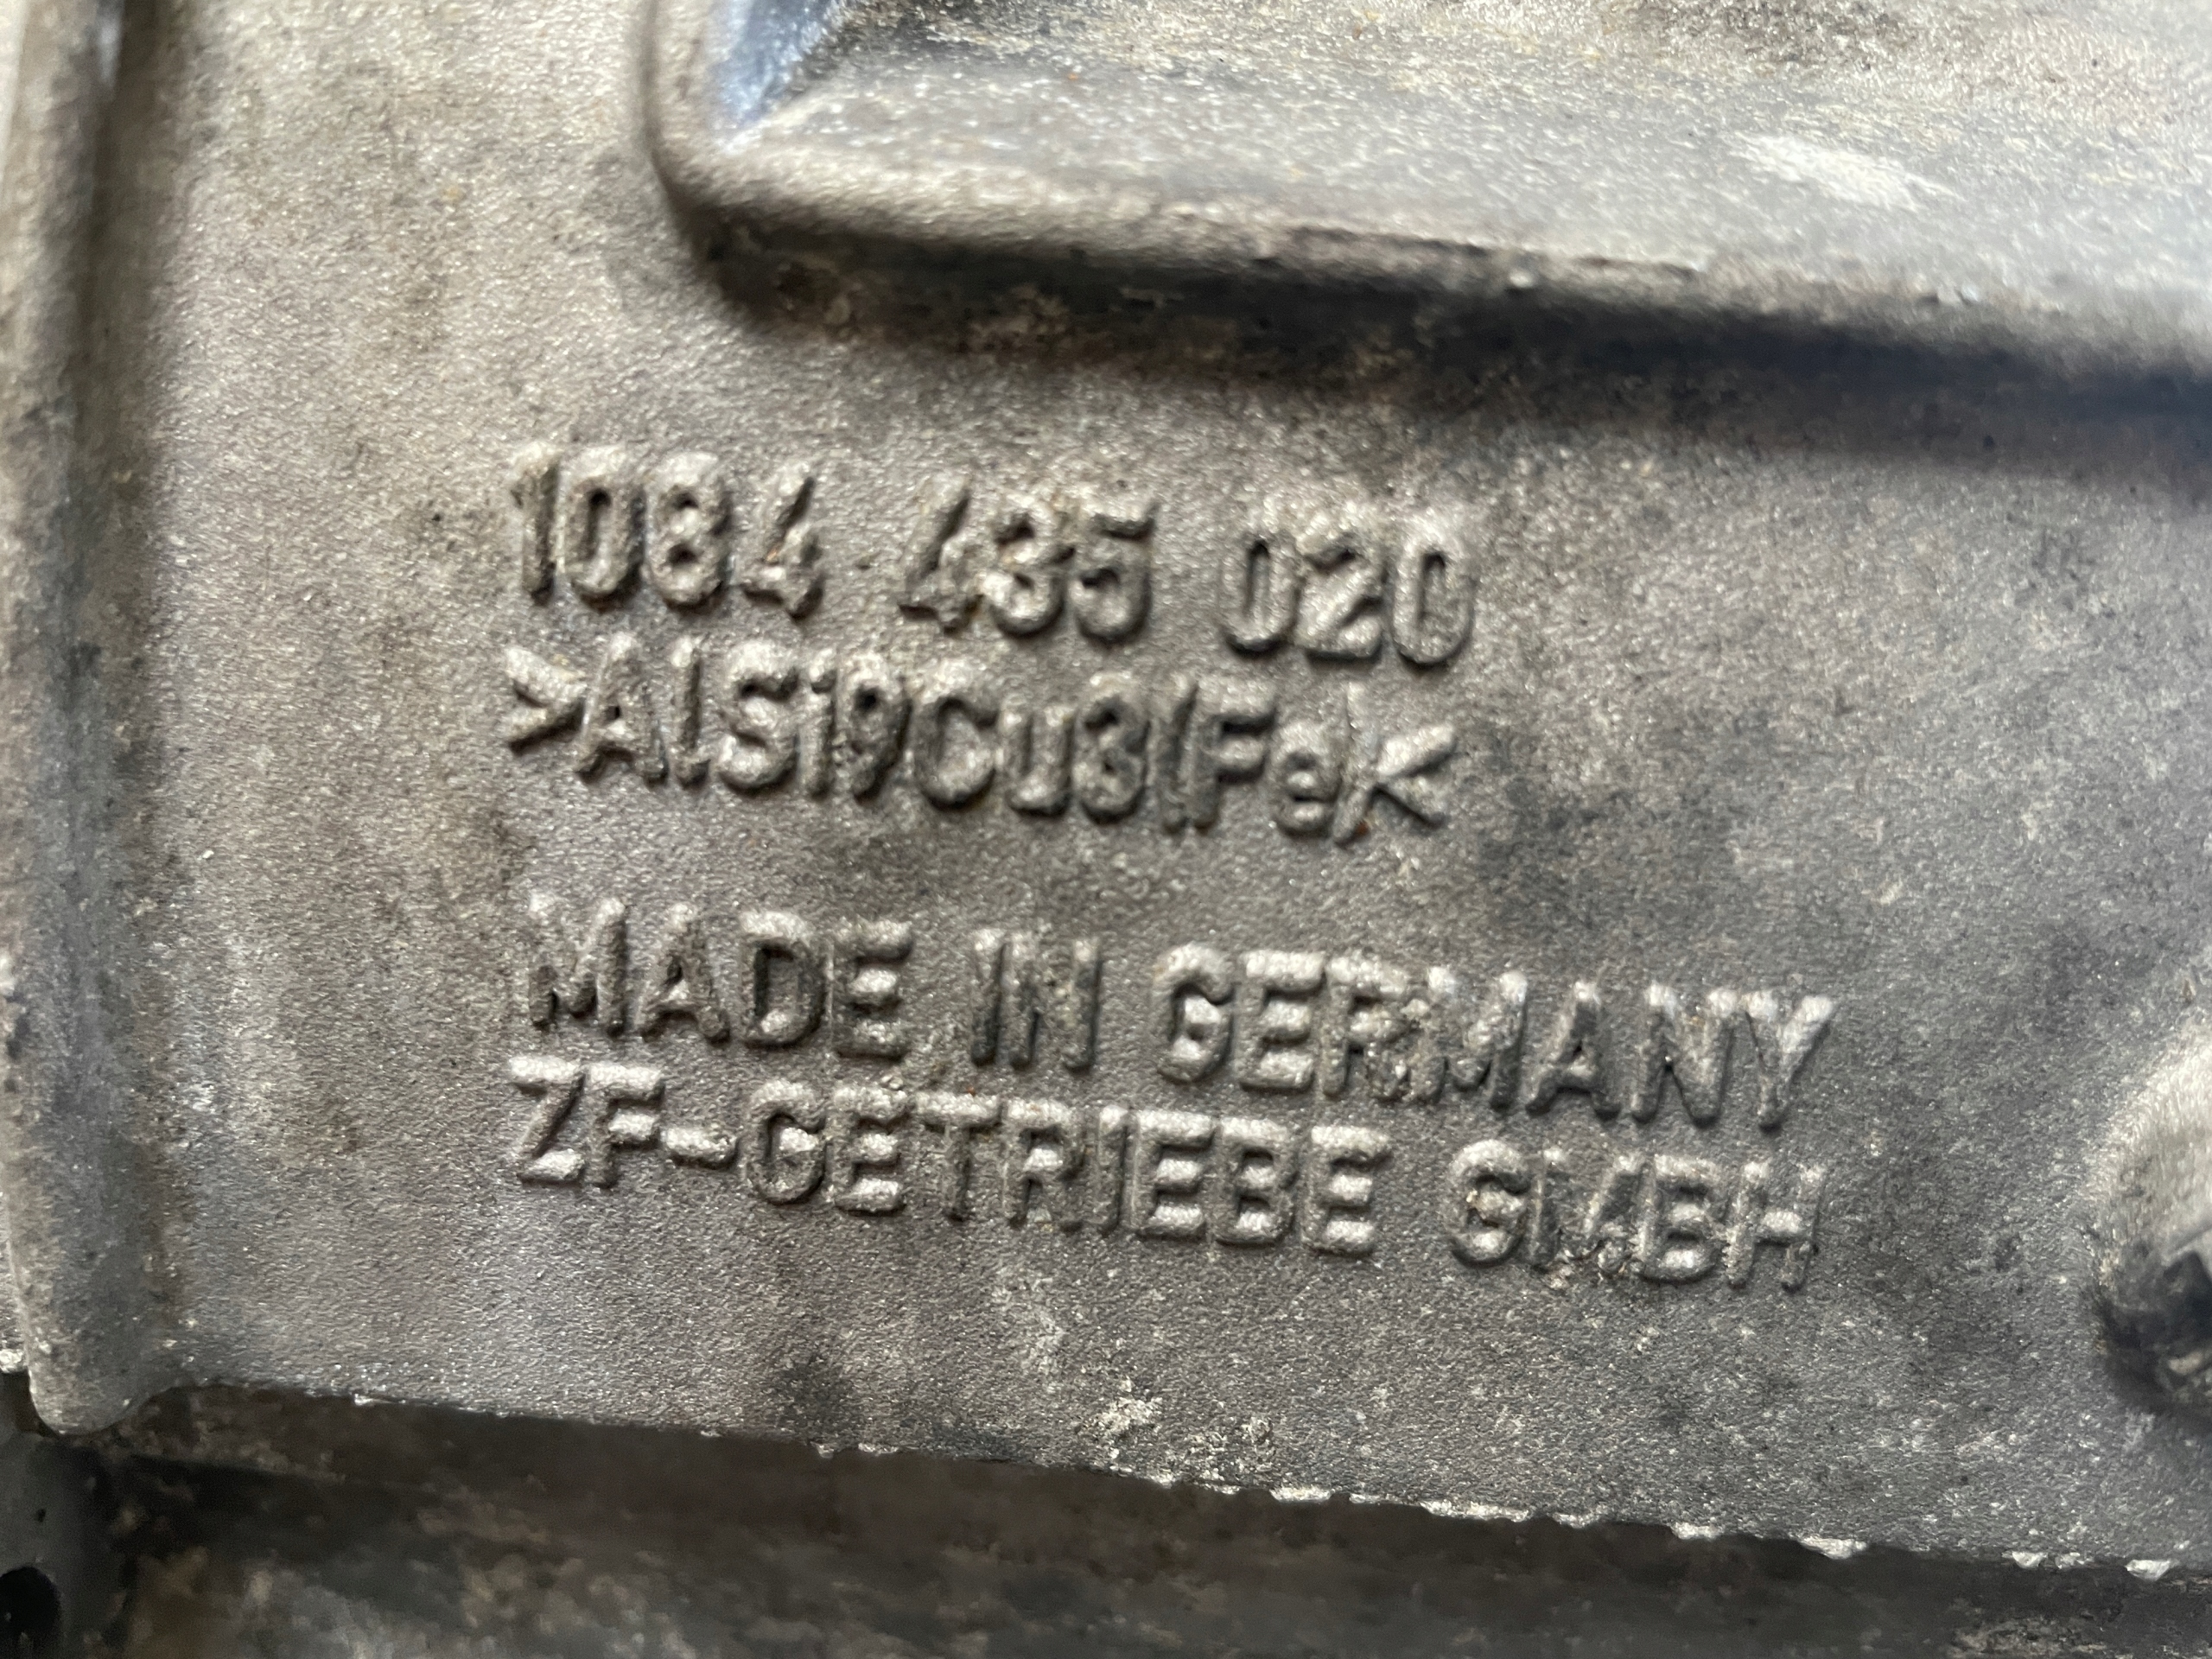 1084 435 020
>AlSi9Cu3(Fe)<
MADE IN GERMANY
ZF-GETRIEBE GMBH